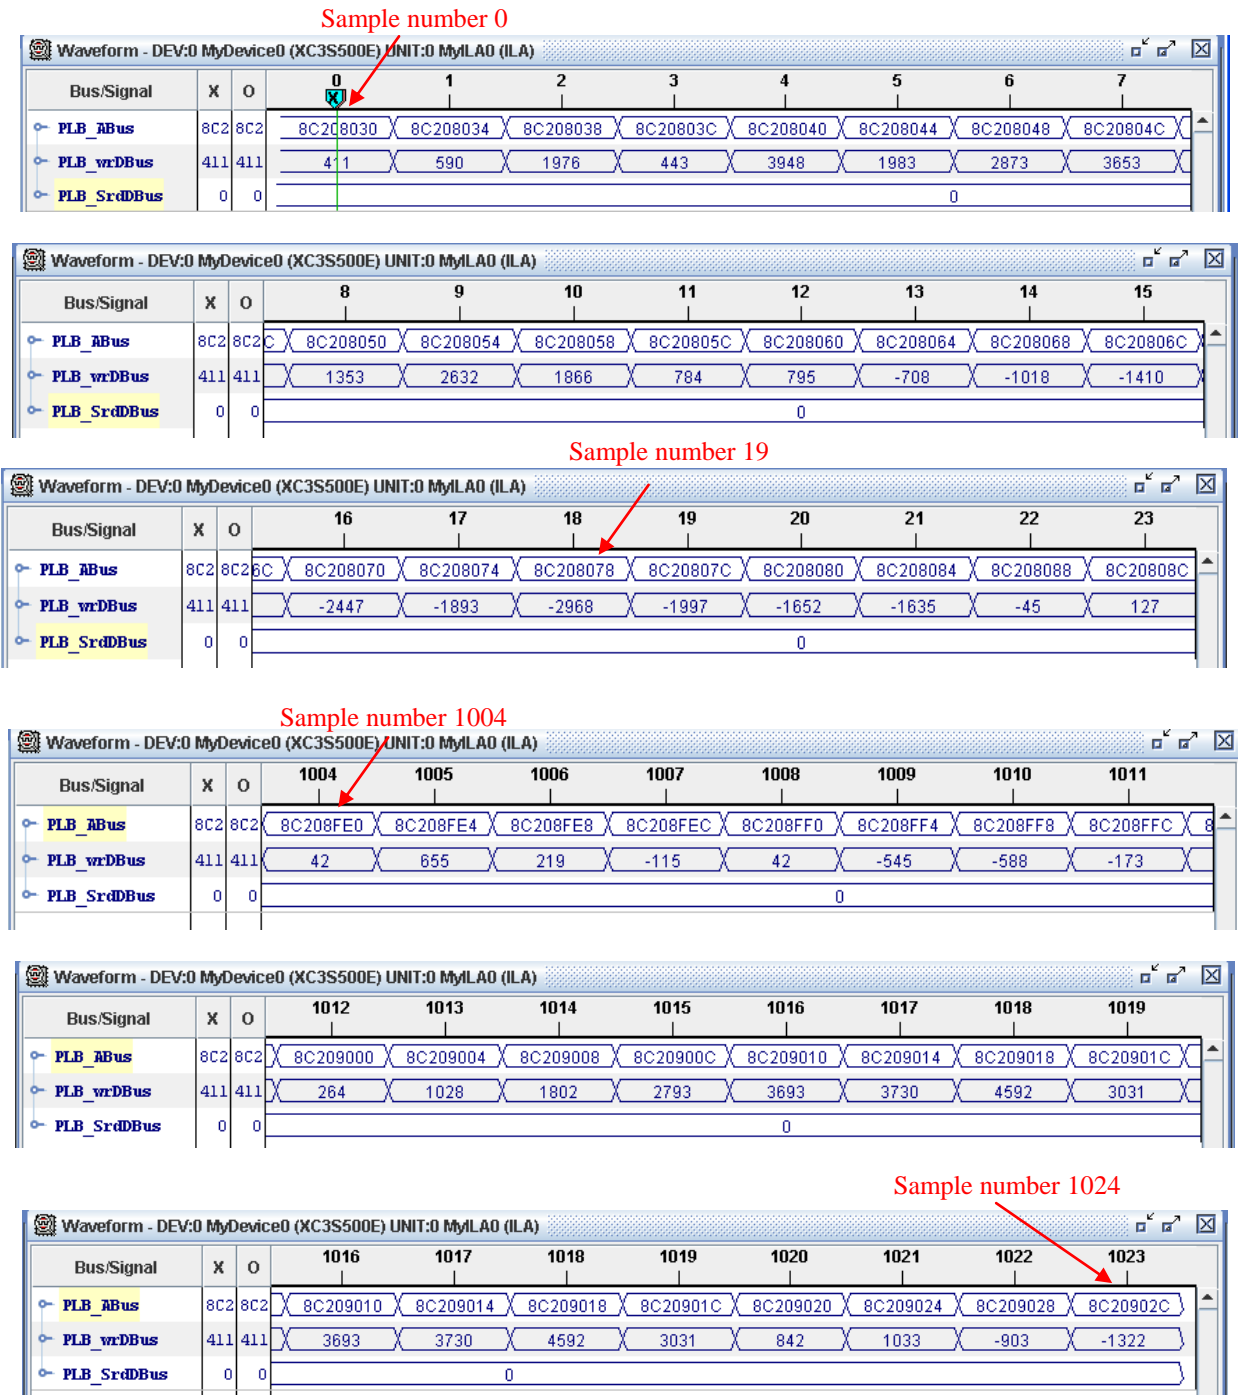 Sample number 0
Waveform - DEV:0 MyDevice0 (XC3S500E) UNIT:0 MyILA0 (ILA)
Bus/Signal X O 0 1 2 3 4 5 6 7
X
PLB_ABus 8C2 8C2 8C208030 8C208034 8C208038 8C20803C 8C208040 8C208044 8C208048 8C20804C
PLB_wrDBus 411 411 411 590 1976 443 3948 1983 2873 3653
PLB_SrdDBus 0 0 0
Waveform - DEV:0 MyDevice0 (XC3S500E) UNIT:0 MyILA0 (ILA)
Bus/Signal X O 8 9 10 11 12 13 14 15
PLB_ABus 8C2 8C2 C 8C208050 8C208054 8C208058 8C20805C 8C208060 8C208064 8C208068 8C20806C
PLB_wrDBus 411 411 1353 2632 1866 784 795 -708 -1018 -1410
PLB_SrdDBus 0 0 0
Sample number 19
Waveform - DEV:0 MyDevice0 (XC3S500E) UNIT:0 MyILA0 (ILA)
Bus/Signal X O 16 17 18 19 20 21 22 23
PLB_ABus 8C2 8C2 6C 8C208070 8C208074 8C208078 8C20807C 8C208080 8C208084 8C208088 8C20808C
PLB_wrDBus 411 411 -2447 -1893 -2968 -1997 -1652 -1635 -45 127
PLB_SrdDBus 0 0 0
Sample number 1004
Waveform - DEV:0 MyDevice0 (XC3S500E) UNIT:0 MyILA0 (ILA)
Bus/Signal X O 1004 1005 1006 1007 1008 1009 1010 1011
PLB_ABus 8C2 8C2 8C208FE0 8C208FE4 8C208FE8 8C208FEC 8C208FF0 8C208FF4 8C208FF8 8C208FFC 8
PLB_wrDBus 411 411 42 655 219 -115 42 -545 -588 -173
PLB_SrdDBus 0 0 0
Waveform - DEV:0 MyDevice0 (XC3S500E) UNIT:0 MyILA0 (ILA)
Bus/Signal X O 1012 1013 1014 1015 1016 1017 1018 1019
PLB_ABus 8C2 8C2 8C209000 8C209004 8C209008 8C20900C 8C209010 8C209014 8C209018 8C20901C
PLB_wrDBus 411 411 264 1028 1802 2793 3693 3730 4592 3031
PLB_SrdDBus 0 0 0
Sample number 1024
Waveform - DEV:0 MyDevice0 (XC3S500E) UNIT:0 MyILA0 (ILA)
Bus/Signal X O 1016 1017 1018 1019 1020 1021 1022 1023
PLB_ABus 8C2 8C2 8C209010 8C209014 8C209018 8C20901C 8C209020 8C209024 8C209028 8C20902C
PLB_wrDBus 411 411 3693 3730 4592 3031 842 1033 -903 -1322
PLB_SrdDBus 0 0 0